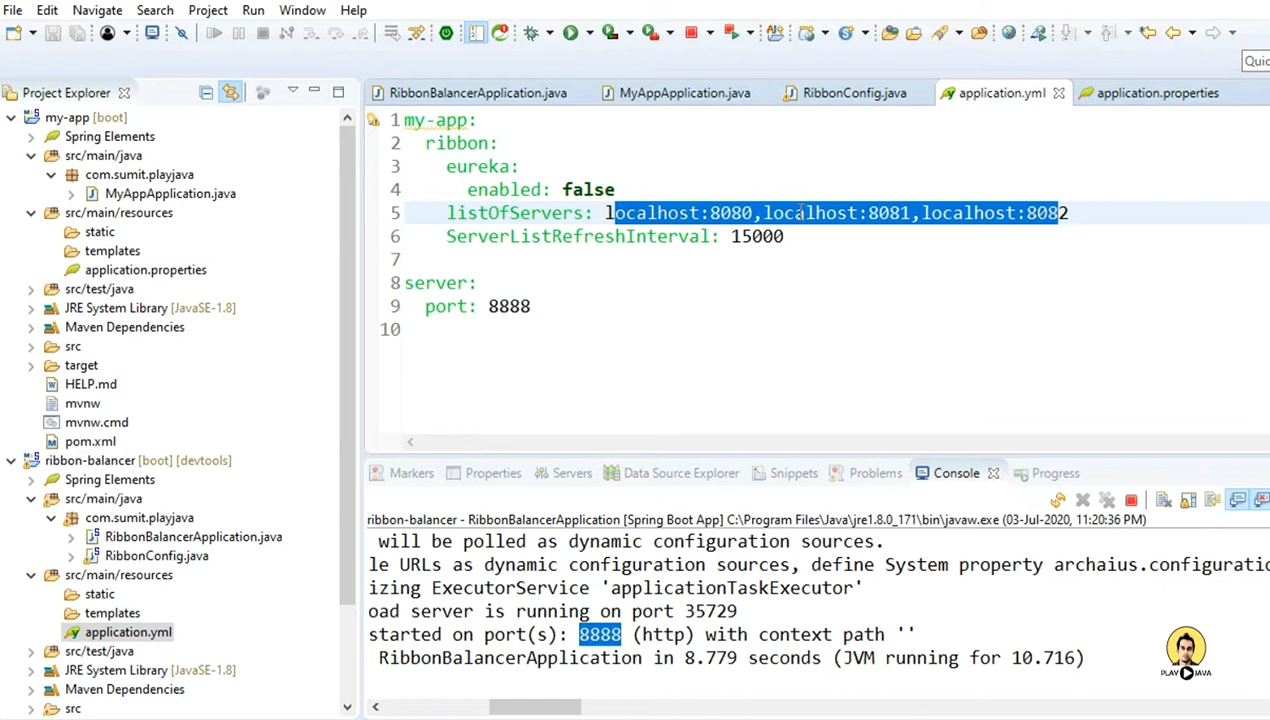 File Edit Navigate Search Project Run Window Help
Quic
Project Explorer
RibbonBalancerApplication.java
MyAppApplication.java
RibbonConfig.java
application.yml
application.properties
my-app [boot]
Spring Elements
src/main/java
com.sumit.playjava
MyAppApplication.java
src/main/resources
static
templates
application.properties
src/test/java
JRE System Library [JavaSE-1.8]
Maven Dependencies
src
target
HELP.md
mvnw
mvnw.cmd
pom.xml
ribbon-balancer [boot] [devtools]
Spring Elements
src/main/java
com.sumit.playjava
RibbonBalancerApplication.java
RibbonConfig.java
src/main/resources
static
templates
application.yml
src/test/java
JRE System Library [JavaSE-1.8]
Maven Dependencies
src
1 my-app:
2 ribbon:
3 eureka:
4 enabled: false
5 listOfServers: localhost:8080,localhost:8081,localhost:8082
6 ServerListRefreshInterval: 15000
7
8 server:
9 port: 8888
10
Markers Properties Servers Data Source Explorer Snippets Problems Console Progress
ribbon-balancer - RibbonBalancerApplication [Spring Boot App] C:\Program Files\Java\jre1.8.0_171\bin\javaw.exe (03-Jul-2020, 11:20:36 PM)
will be polled as dynamic configuration sources.
le URLs as dynamic configuration sources, define System property archaius.configuratio
izing ExecutorService 'applicationTaskExecutor'
oad server is running on port 35729
started on port(s): 8888 (http) with context path ''
RibbonBalancerApplication in 8.779 seconds (JVM running for 10.716)
PLAY JAVA